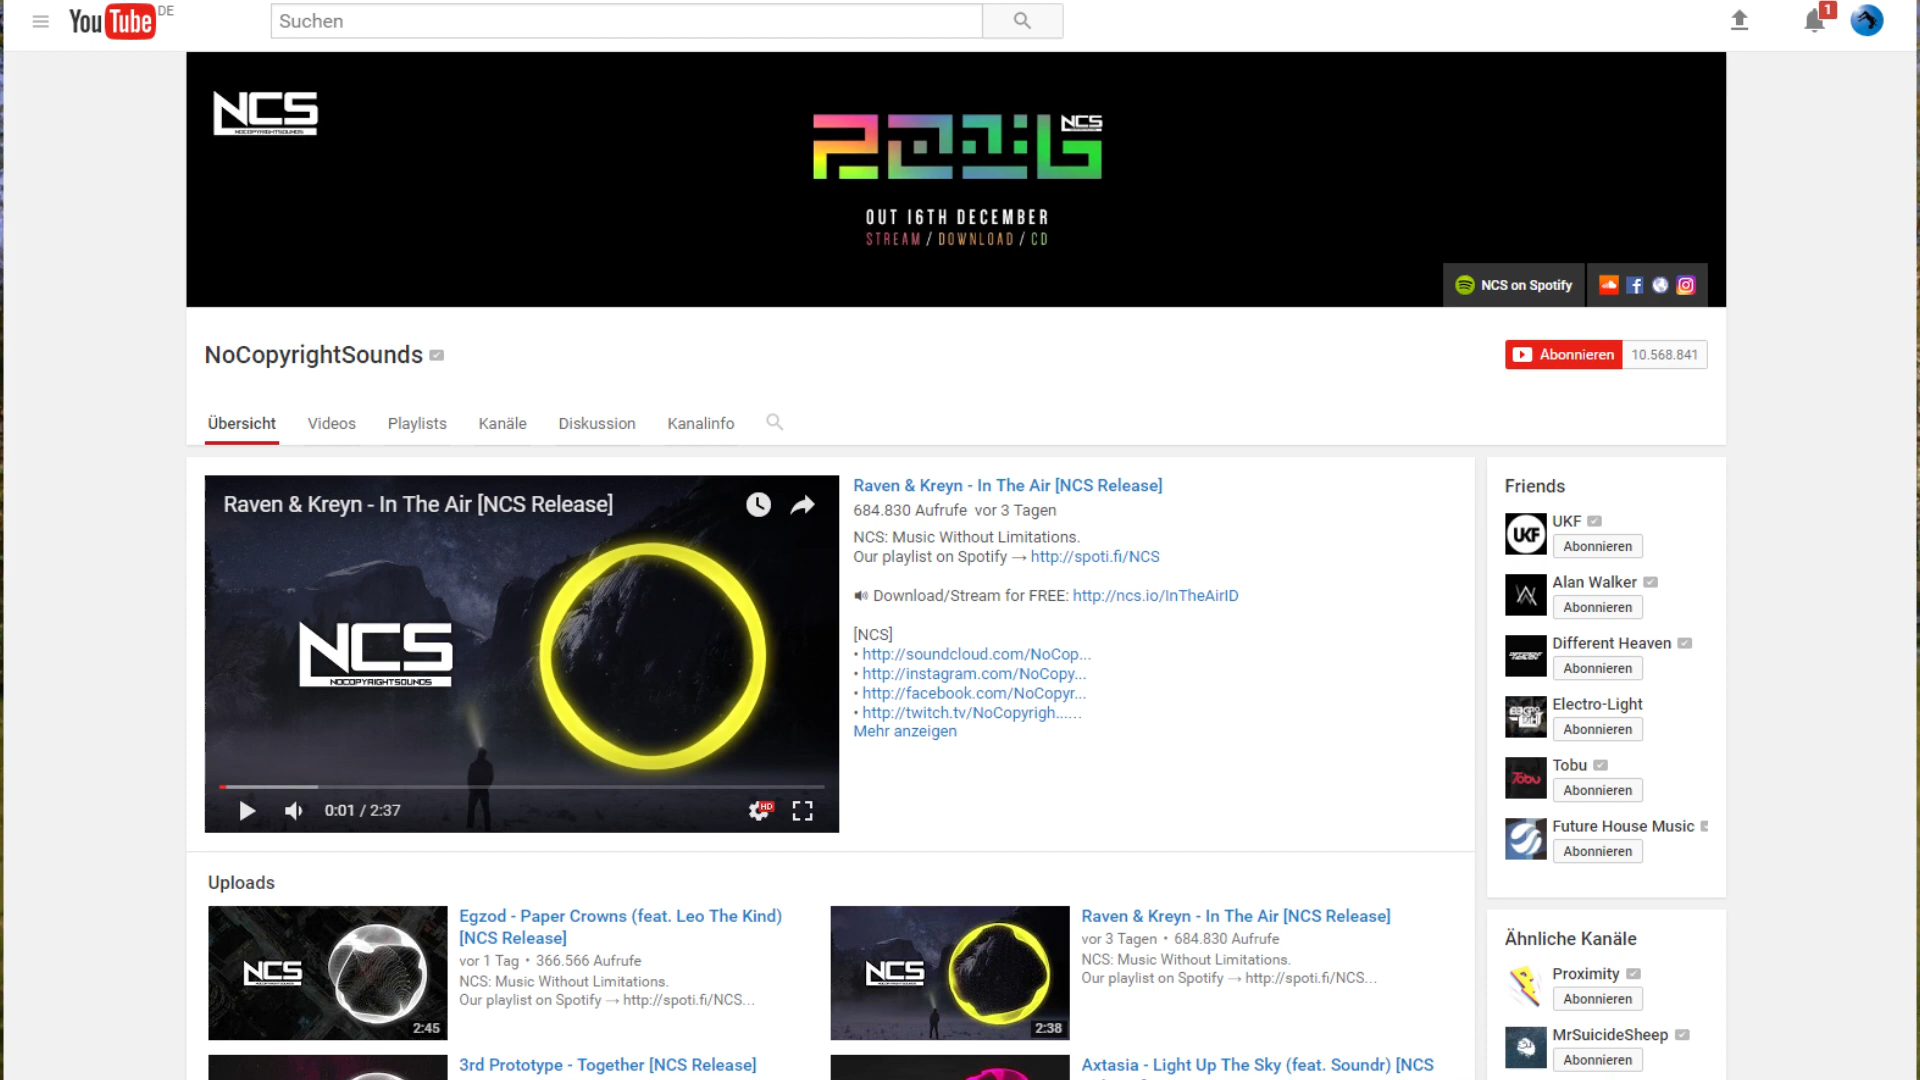 YouTube DE
Suchen
1
NCS
NOCOPYRIGHTSOUNDS
2016 NCS
OUT 16TH DECEMBER
STREAM / DOWNLOAD / CD
NCS on Spotify
NoCopyrightSounds
Abonnieren 10.568.841
Übersicht Videos Playlists Kanäle Diskussion Kanalinfo
Raven & Kreyn - In The Air [NCS Release]
NCS
NOCOPYRIGHTSOUNDS
0:01 / 2:37
HD
Raven & Kreyn - In The Air [NCS Release]
684.830 Aufrufe vor 3 Tagen
NCS: Music Without Limitations.
Our playlist on Spotify → http://spoti.fi/NCS
Download/Stream for FREE: http://ncs.io/InTheAirID
[NCS]
• http://soundcloud.com/NoCop...
• http://instagram.com/NoCopy...
• http://facebook.com/NoCopyr...
• http://twitch.tv/NoCopyrigh......
Mehr anzeigen
Friends
UKF
UKF
Abonnieren
Alan Walker
Abonnieren
Different Heaven
Abonnieren
Electro-Light
Abonnieren
Tobu
Tobu
Abonnieren
Future House Music
Abonnieren
Uploads
NCS
2:45
Egzod - Paper Crowns (feat. Leo The Kind)
[NCS Release]
vor 1 Tag • 366.566 Aufrufe
NCS: Music Without Limitations.
Our playlist on Spotify → http://spoti.fi/NCS...
NCS
2:38
Raven & Kreyn - In The Air [NCS Release]
vor 3 Tagen • 684.830 Aufrufe
NCS: Music Without Limitations.
Our playlist on Spotify → http://spoti.fi/NCS...
3rd Prototype - Together [NCS Release]
Axtasia - Light Up The Sky (feat. Soundr) [NCS
Ähnliche Kanäle
Proximity
Abonnieren
MrSuicideSheep
Abonnieren